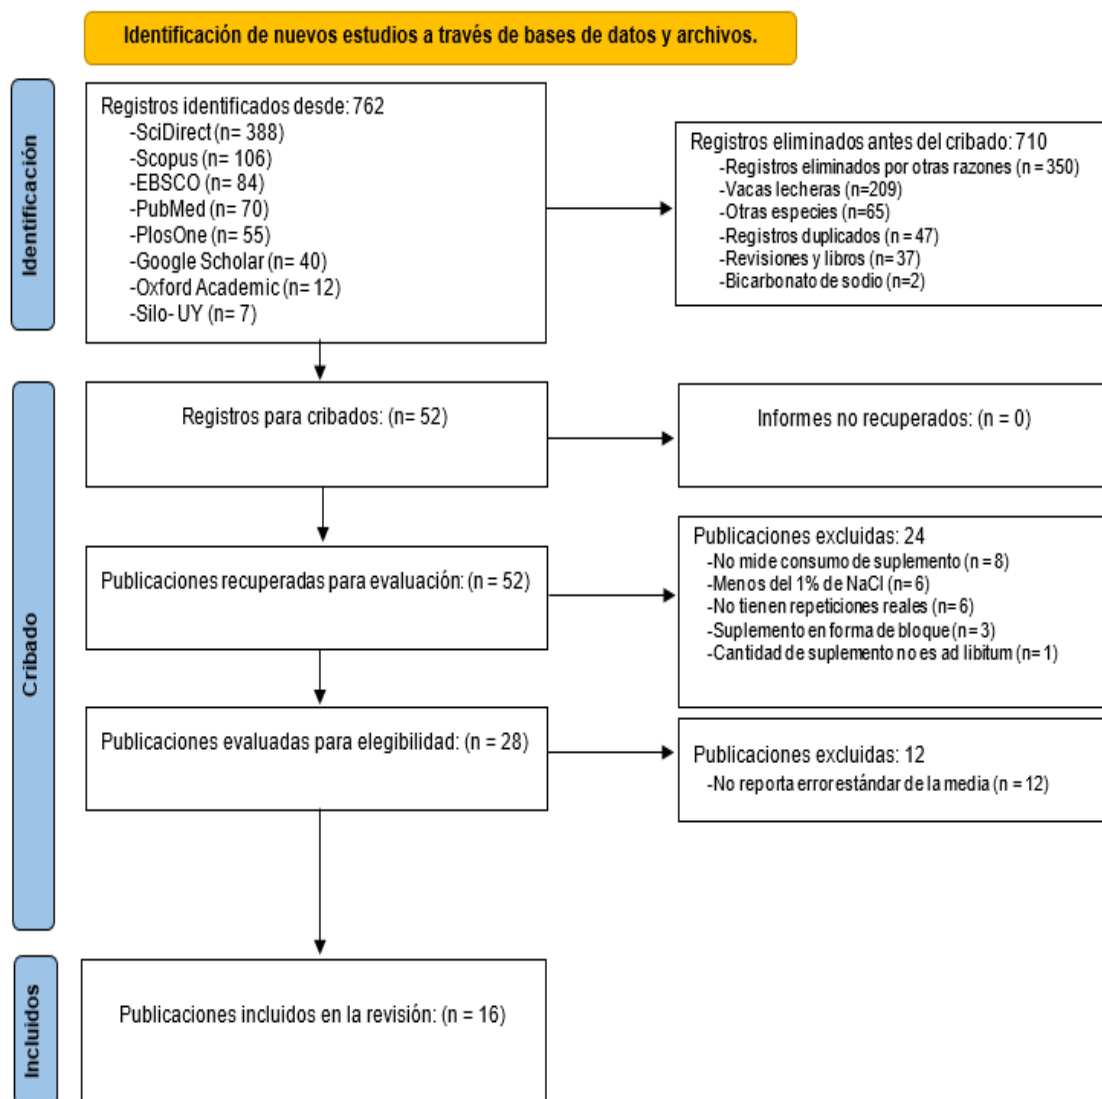 Identificación de nuevos estudios a través de bases de datos y archivos.
Identificación
Registros identificados desde: 762
-SciDirect (n= 388)
-Scopus (n= 106)
-EBSCO (n= 84)
-PubMed (n= 70)
-PlosOne (n= 55)
-Google Scholar (n= 40)
-Oxford Academic (n= 12)
-Silo- UY (n= 7)
Registros eliminados antes del cribado: 710
-Registros eliminados por otras razones (n = 350)
-Vacas lecheras (n=209)
-Otras especies (n=65)
-Registros duplicados (n = 47)
-Revisiones y libros (n= 37)
-Bicarbonato de sodio (n=2)
Cribado
Registros para cribados: (n= 52)
Informes no recuperados: (n = 0)
Publicaciones recuperadas para evaluación: (n = 52)
Publicaciones excluidas: 24
-No mide consumo de suplemento (n = 8)
-Menos del 1% de NaCl (n= 6)
-No tienen repeticiones reales (n= 6)
-Suplemento en forma de bloque (n= 3)
-Cantidad de suplemento no es ad libitum (n= 1)
Publicaciones evaluadas para elegibilidad: (n = 28)
Publicaciones excluidas: 12
-No reporta error estándar de la media (n = 12)
Incluidos
Publicaciones incluidos en la revisión: (n = 16)